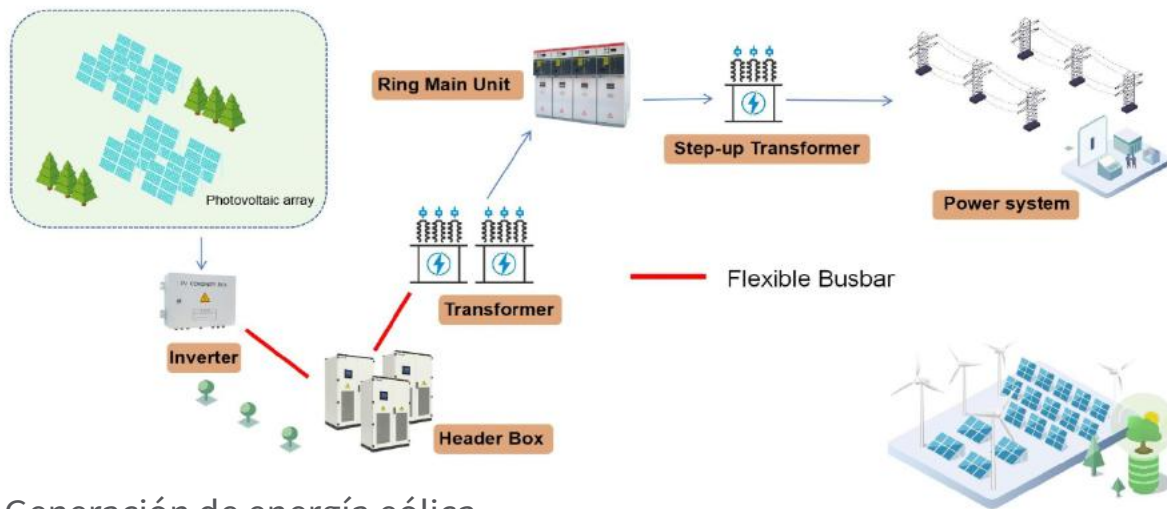 Ring Main Unit
Step-up Transformer
Photovoltaic array
Power system
Flexible Busbar
Transformer
Inverter
Header Box
Generación de energía eólica